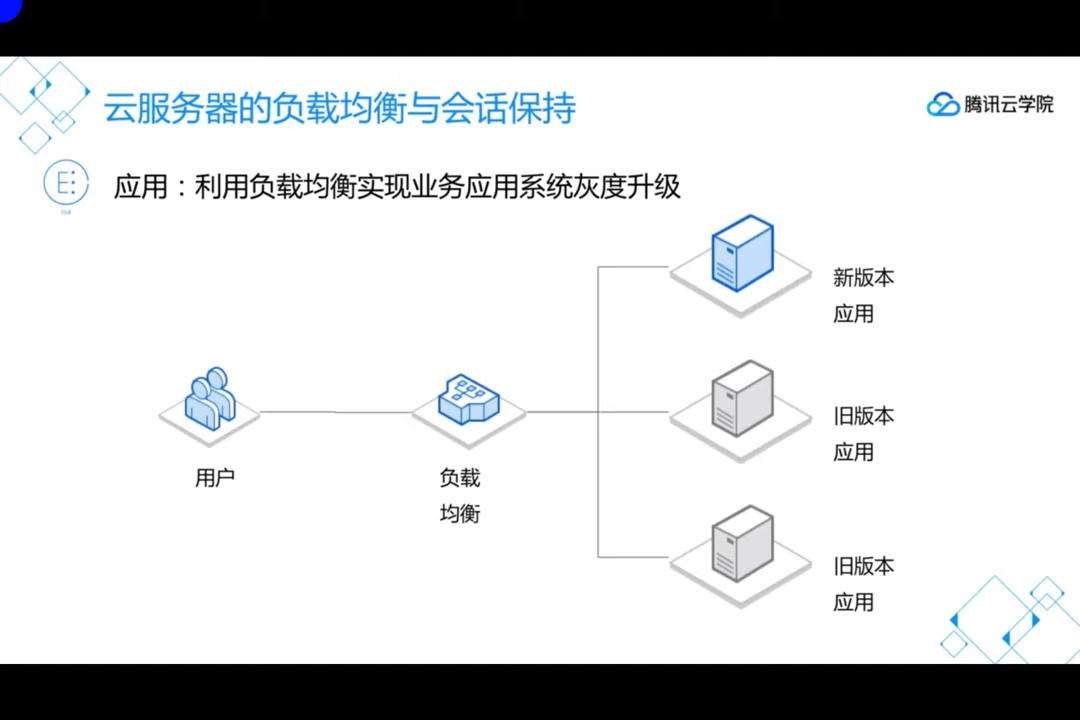 云服务器的负载均衡与会话保持
腾讯云学院
应用：利用负载均衡实现业务应用系统灰度升级
CLB
新版本
应用
旧版本
应用
用户
负载
均衡
旧版本
应用